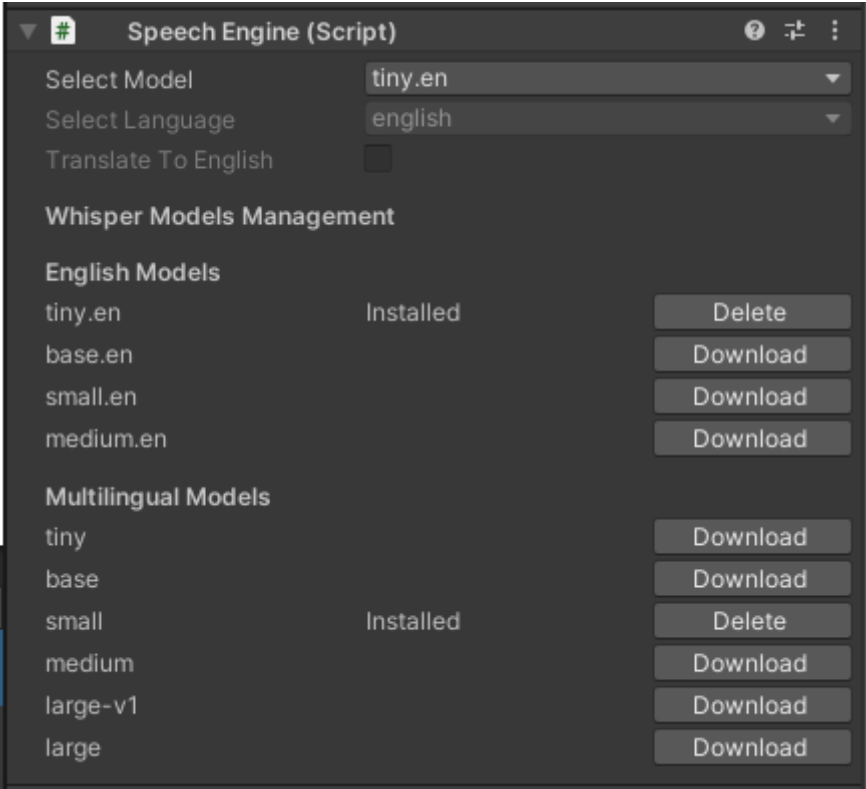 # Speech Engine (Script)
Select Model tiny.en
Select Language english
Translate To English
Whisper Models Management
English Models
tiny.en Installed Delete
base.en Download
small.en Download
medium.en Download
Multilingual Models
tiny Download
base Download
small Installed Delete
medium Download
large-v1 Download
large Download